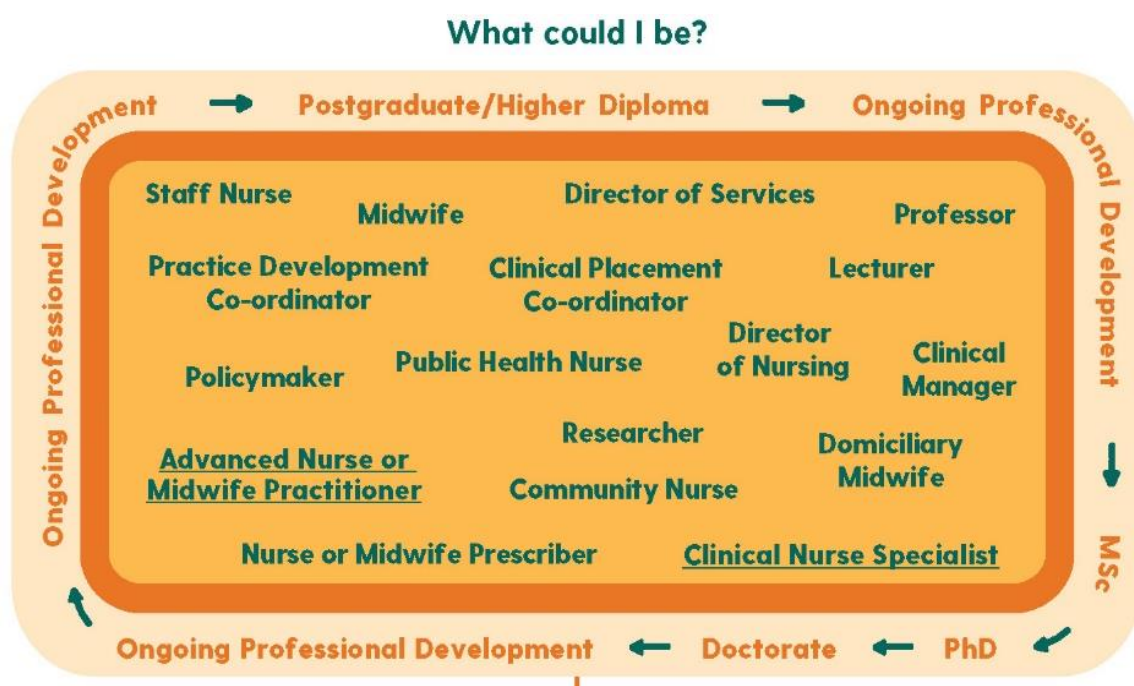 What could I be?
Ongoing Professional Development → Postgraduate/Higher Diploma → Ongoing Professional Development
Staff Nurse
Midwife
Director of Services
Professor
Practice Development
Co-ordinator
Clinical Placement
Co-ordinator
Lecturer
Policymaker
Public Health Nurse
Director
of Nursing
Clinical
Manager
Advanced Nurse or
Midwife Practitioner
Researcher
Community Nurse
Domiciliary
Midwife
Nurse or Midwife Prescriber
Clinical Nurse Specialist
MSc
PhD
Doctorate
Ongoing Professional Development